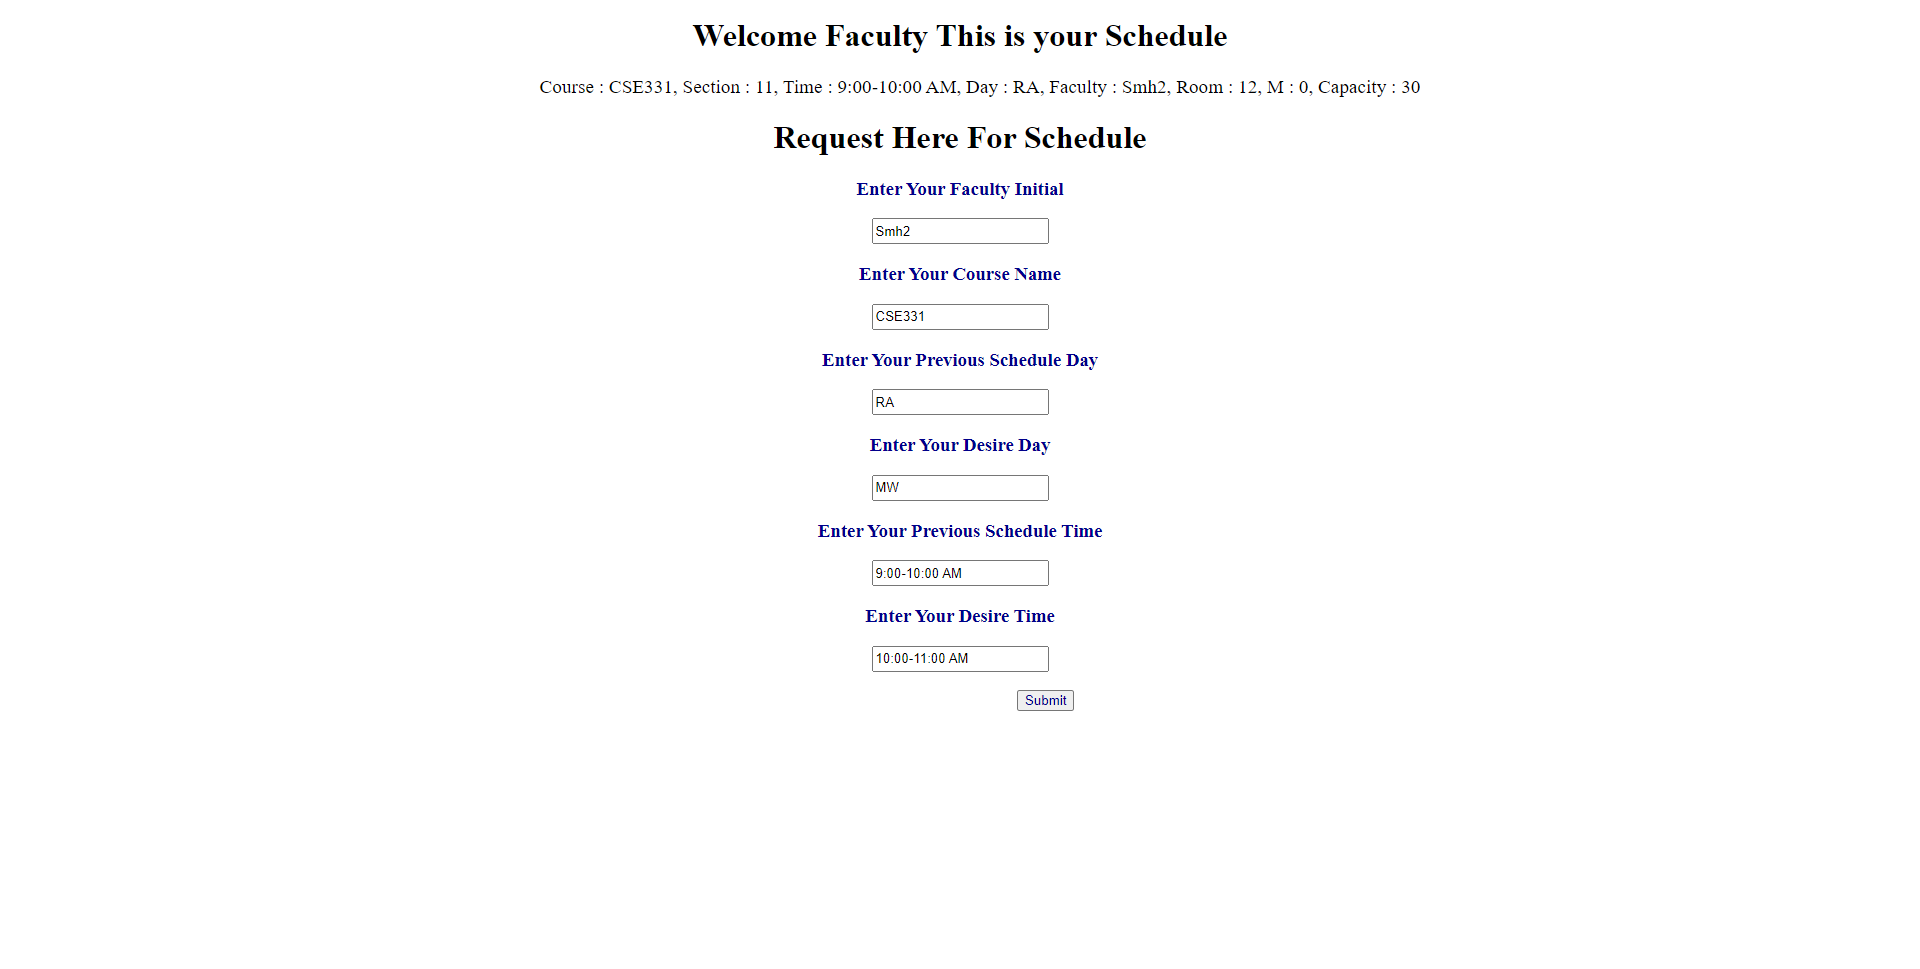 Welcome Faculty This is your Schedule
Course : CSE331, Section : 11, Time : 9:00-10:00 AM, Day : RA, Faculty : Smh2, Room : 12, M : 0, Capacity : 30
Request Here For Schedule
Enter Your Faculty Initial
Smh2
Enter Your Course Name
CSE331
Enter Your Previous Schedule Day
RA
Enter Your Desire Day
MW
Enter Your Previous Schedule Time
9:00-10:00 AM
Enter Your Desire Time
10:00-11:00 AM
Submit